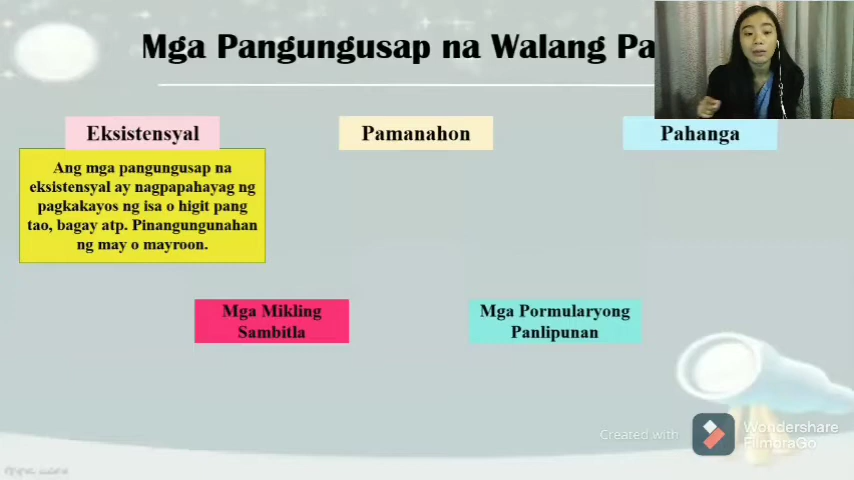 Mga Pangungusap na Walang Pa
Eksistensyal
Pamanahon
Pahanga
Ang mga pangungusap na
eksistensyal ay nagpapahayag ng
pagkakayos ng isa o higit pang
tao, bagay atp. Pinangungunahan
ng may o mayroon.
Mga Mikling
Sambitla
Mga Pormularyong
Panlipunan
Created with
Wondershare
FilmoraGo